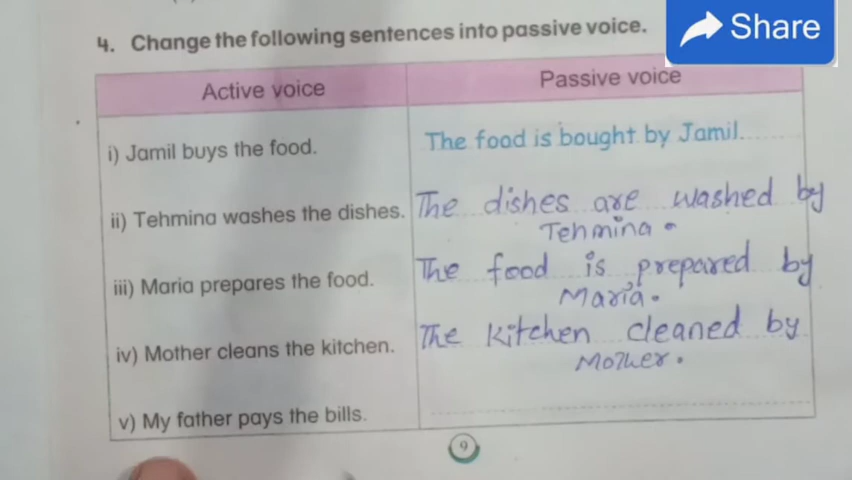 4. Change the following sentences into passive voice.
Share
Active voice
Passive voice
i) Jamil buys the food.
The food is bought by Jamil.
ii) Tehmina washes the dishes.
The dishes are washed by
Tehmina.
iii) Maria prepares the food.
The food is prepared by
Maria.
iv) Mother cleans the kitchen.
The kitchen cleaned by
Mother.
v) My father pays the bills.
9